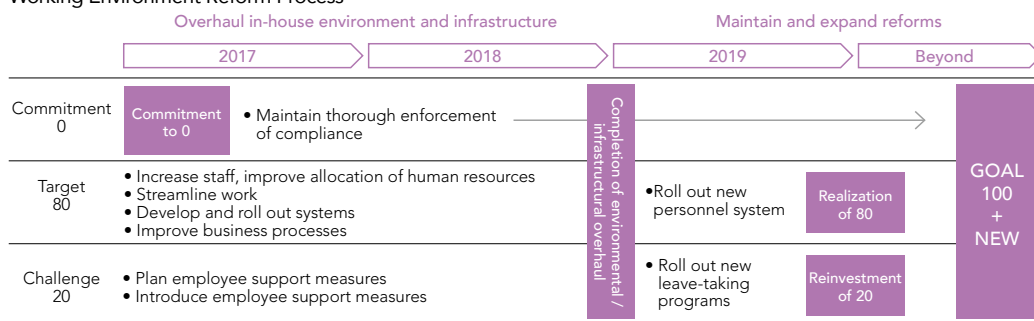 Working Environment Reform Process
Overhaul in-house environment and infrastructure
Maintain and expand reforms
2017
2018
2019
Beyond
Commitment
0
Commitment
to 0
• Maintain thorough enforcement
of compliance
Completion of environmental /
infrastructural overhaul
GOAL
100
+
NEW
Target
80
• Increase staff, improve allocation of human resources
• Streamline work
• Develop and roll out systems
• Improve business processes
•Roll out new
personnel system
Realization
of 80
Challenge
20
• Plan employee support measures
• Introduce employee support measures
• Roll out new
leave-taking
programs
Reinvestment
of 20